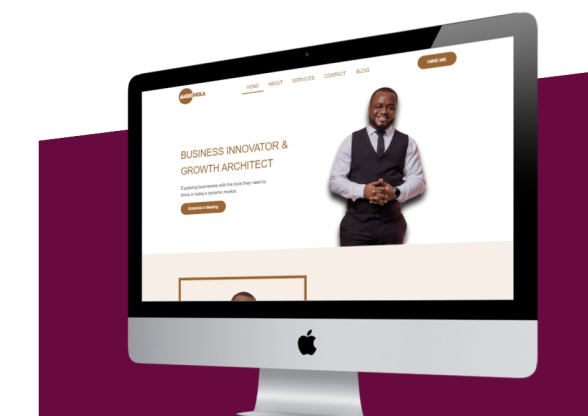 HOME ABOUT SERVICES CONTACT BLOG
HIRE ME
BUSINESS INNOVATOR &
GROWTH ARCHITECT
Equipping businesses with the tools they need to
thrive in today's dynamic market.
Schedule A Meeting